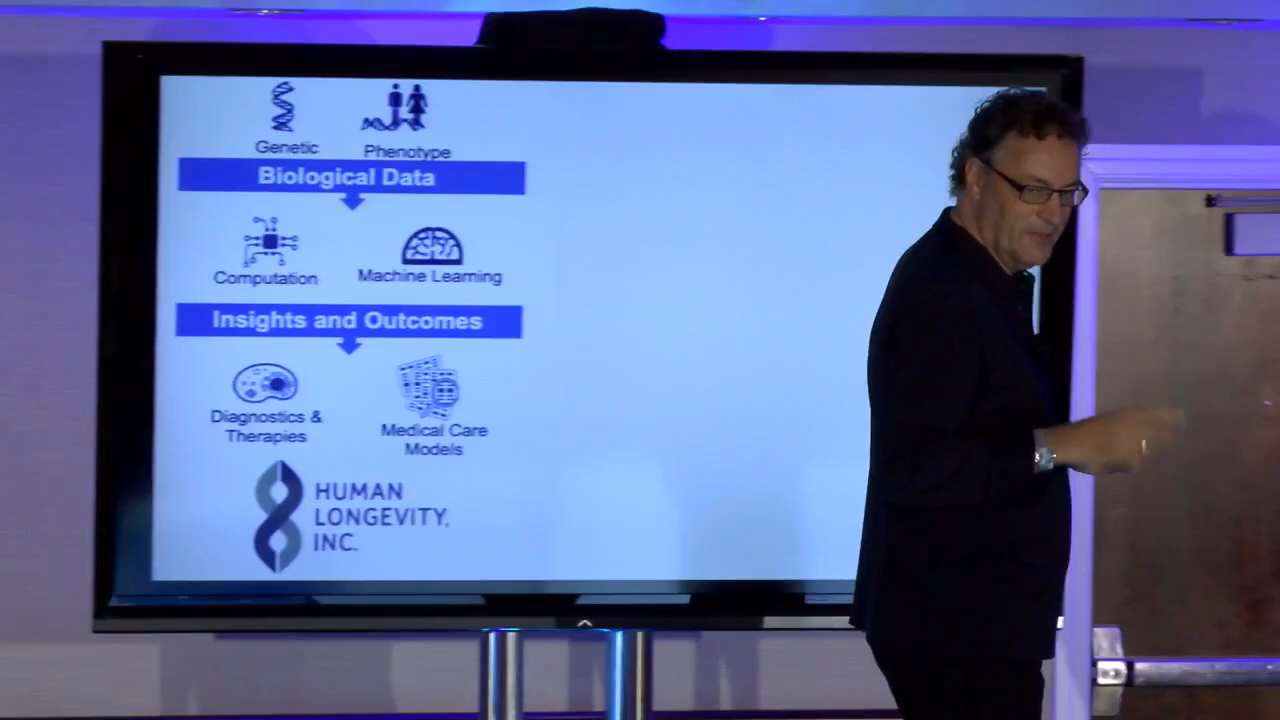 Genetic Phenotype
Biological Data
Computation Machine Learning
Insights and Outcomes
Diagnostics &
Therapies
Medical Care
Models
HUMAN
LONGEVITY,
INC.